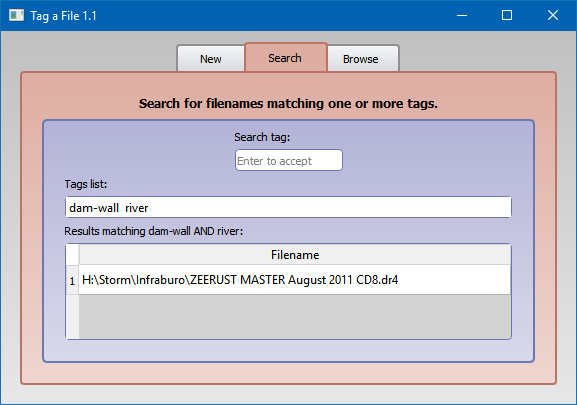 Tag a File 1.1
New Search Browse
Search for filenames matching one or more tags.
Search tag:
Enter to accept
Tags list:
dam-wall river
Results matching dam-wall AND river:
Filename
1 H:\Storm\Infraburo\ZEERUST MASTER August 2011 CD8.dr4